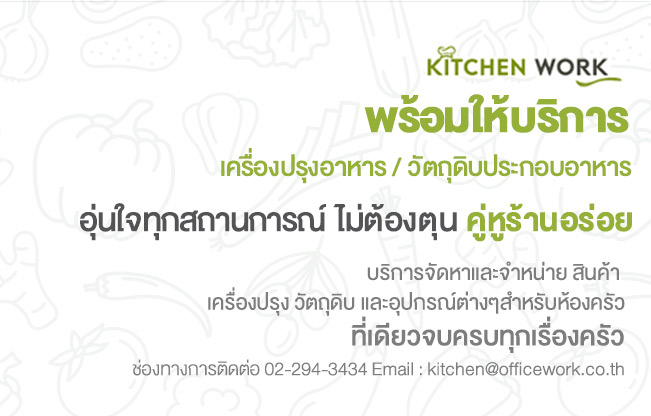 KITCHEN WORK
พร้อมให้บริการ
เครื่องปรุงอาหาร / วัตถุดิบประกอบอาหาร
อุ่นใจทุกสถานการณ์ ไม่ต้องตุน คู่หูร้านอร่อย
บริการจัดหาและจำหน่าย สินค้า
เครื่องปรุง วัตถุดิบ และอุปกรณ์ต่างๆสำหรับห้องครัว
ที่เดียวจบครบทุกเรื่องครัว
ช่องทางการติดต่อ 02-294-3434 Email : kitchen@officework.co.th